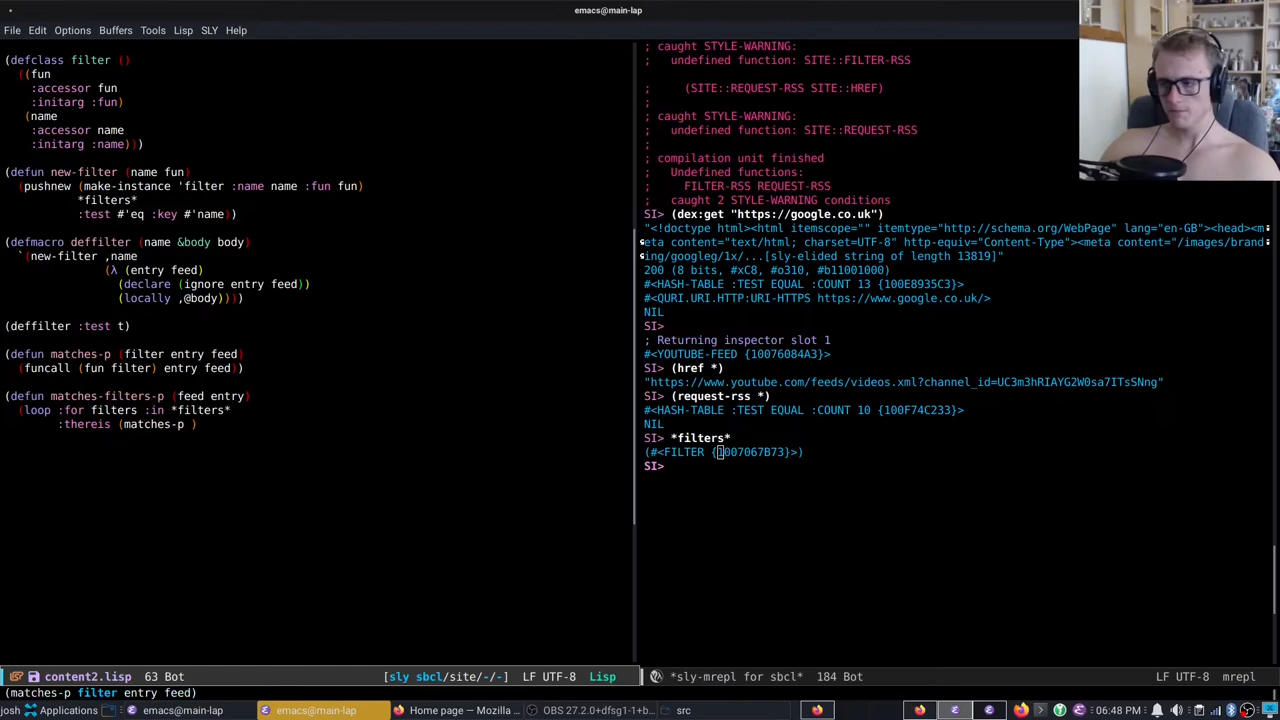 emacs@main-lap
File Edit Options Buffers Tools Lisp SLY Help
(defclass filter ()
((fun
:accessor fun
:initarg :fun)
(name
:accessor name
:initarg :name)))
(defun new-filter (name fun)
(pushnew (make-instance 'filter :name name :fun fun)
*filters*
:test #'eq :key #'name))
(defmacro deffilter (name &body body)
`(new-filter ,name
(λ (entry feed)
(declare (ignore entry feed))
(locally ,@body))))
(deffilter :test t)
(defun matches-p (filter entry feed)
(funcall (fun filter) entry feed))
(defun matches-filters-p (feed entry)
(loop :for filters :in *filters*
:thereis (matches-p )
; caught STYLE-WARNING:
; undefined function: SITE::FILTER-RSS
; (SITE::REQUEST-RSS SITE::HREF)
;
; caught STYLE-WARNING:
; undefined function: SITE::REQUEST-RSS
;
; compilation unit finished
; Undefined functions:
; FILTER-RSS REQUEST-RSS
; caught 2 STYLE-WARNING conditions
SI> (dex:get "https://google.co.uk")
"<!doctype html><html itemscope="" itemtype="http://schema.org/WebPage" lang="en-GB"><head><m
eta content="text/html; charset=UTF-8" http-equiv="Content-Type"><meta content="/images/brand
ing/googleg/1x/...[sly-elided string of length 13819]"
200 (8 bits, #xC8, #o310, #b11001000)
#<HASH-TABLE :TEST EQUAL :COUNT 13 {100E8935C3}>
#<QURI.URI.HTTP:URI-HTTPS https://www.google.co.uk/>
NIL
SI>
; Returning inspector slot 1
#<YOUTUBE-FEED {10076084A3}>
SI> (href *)
"https://www.youtube.com/feeds/videos.xml?channel_id=UC3m3hRIAYG2W0sa7ITsSNng"
SI> (request-rss *)
#<HASH-TABLE :TEST EQUAL :COUNT 10 {100F74C233}>
NIL
SI> *filters*
(#<FILTER {1007067B73}>)
SI>
content2.lisp 63 Bot [sly sbcl/site/-/-] LF UTF-8 Lisp
*sly-mrepl for sbcl* 184 Bot LF UTF-8 mrepl
(matches-p filter entry feed)
josh Applications emacs@main-lap emacs@main-lap Home page — Mozilla ... OBS 27.2.0+dfsg1-1+b... src 06:48 PM